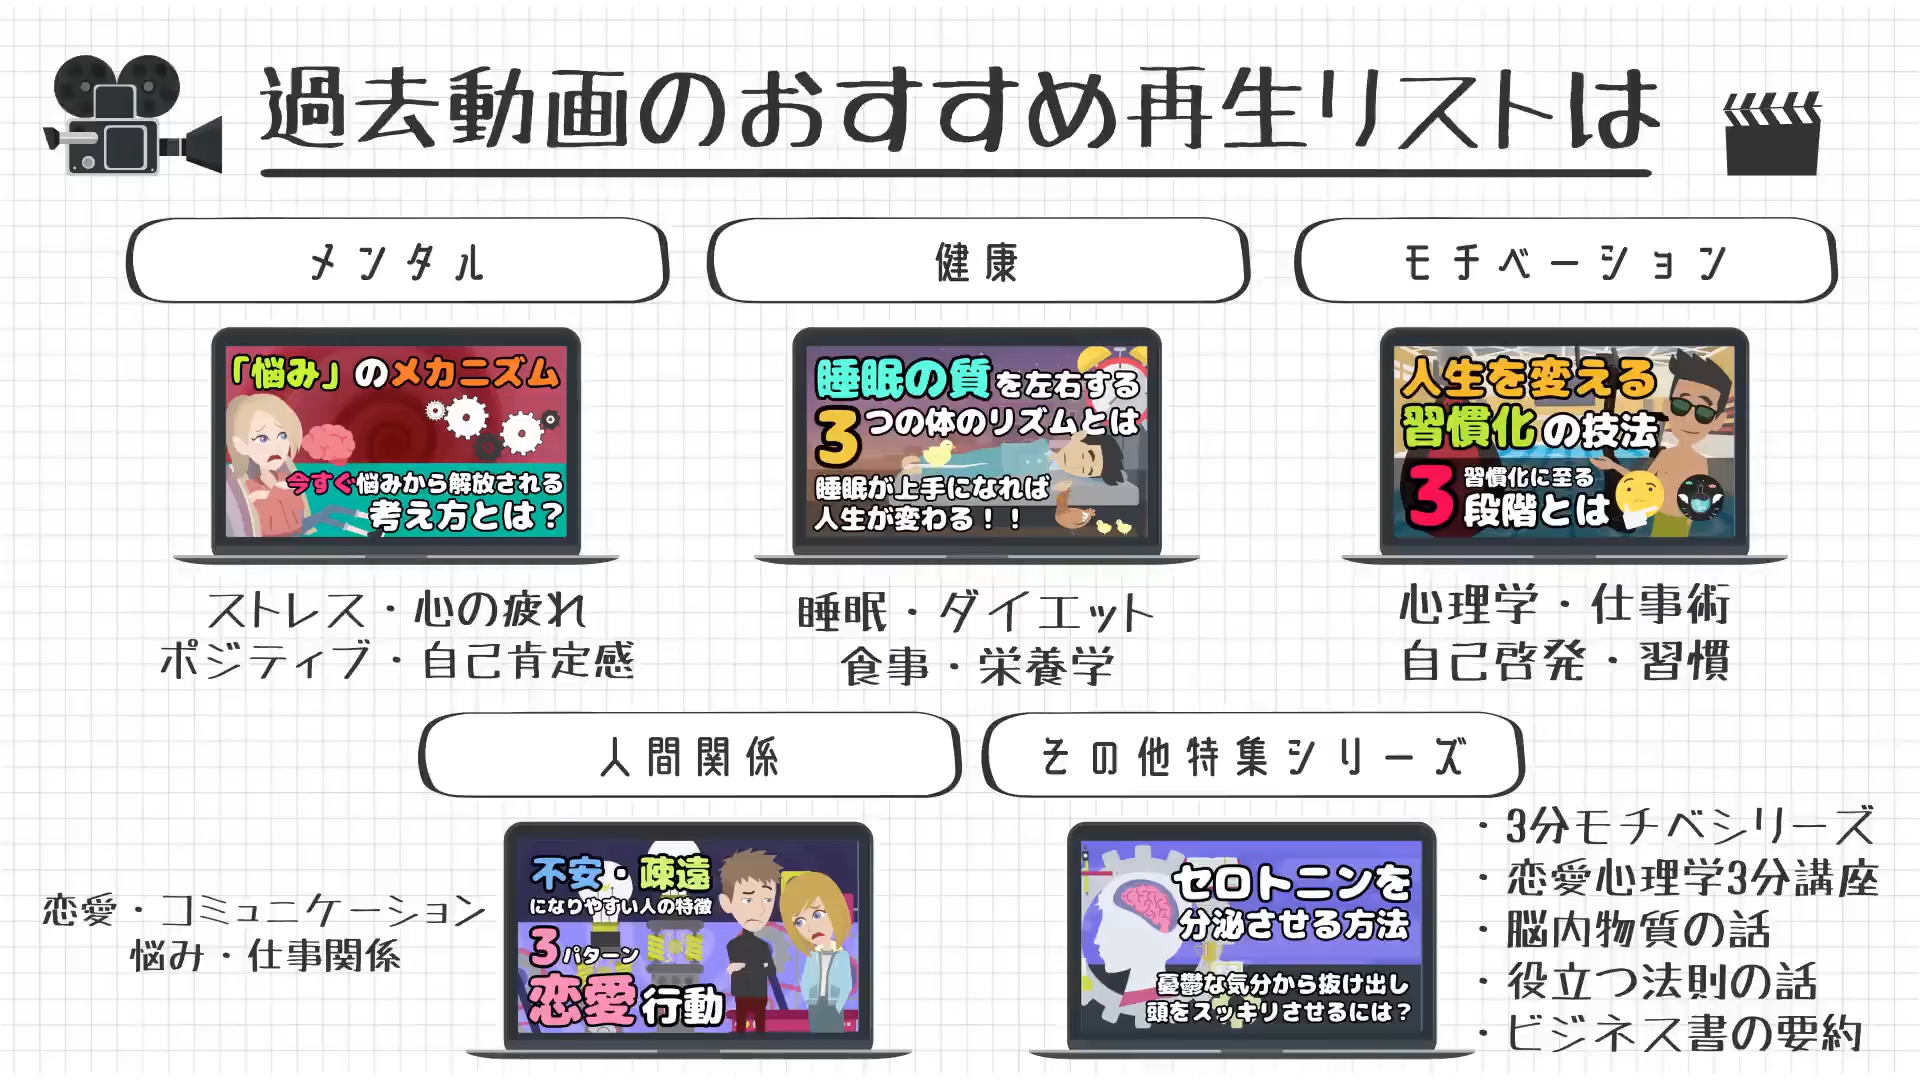 過去動画のおすすめ再生リストは
メンタル
「悩み」のメカニズム
今すぐ悩みから解放される
考え方とは？
ストレス・心の疲れ
ポジティブ・自己肯定感
健康
睡眠の質を左右する
3つの体のリズムとは
睡眠が上手になれば
人生が変わる！！
睡眠・ダイエット
食事・栄養学
モチベーション
人生を変える
習慣化の技法
3習慣化に至る
段階とは
心理学・仕事術
自己啓発・習慣
人間関係
不安・疎遠
になりやすい人の特徴
3パターン
恋愛行動
恋愛・コミュニケーション
悩み・仕事関係
その他特集シリーズ
セロトニンを
分泌させる方法
憂鬱な気分から抜け出し
頭をスッキリさせるには？
・3分モチベシリーズ
・恋愛心理学3分講座
・脳内物質の話
・役立つ法則の話
・ビジネス書の要約